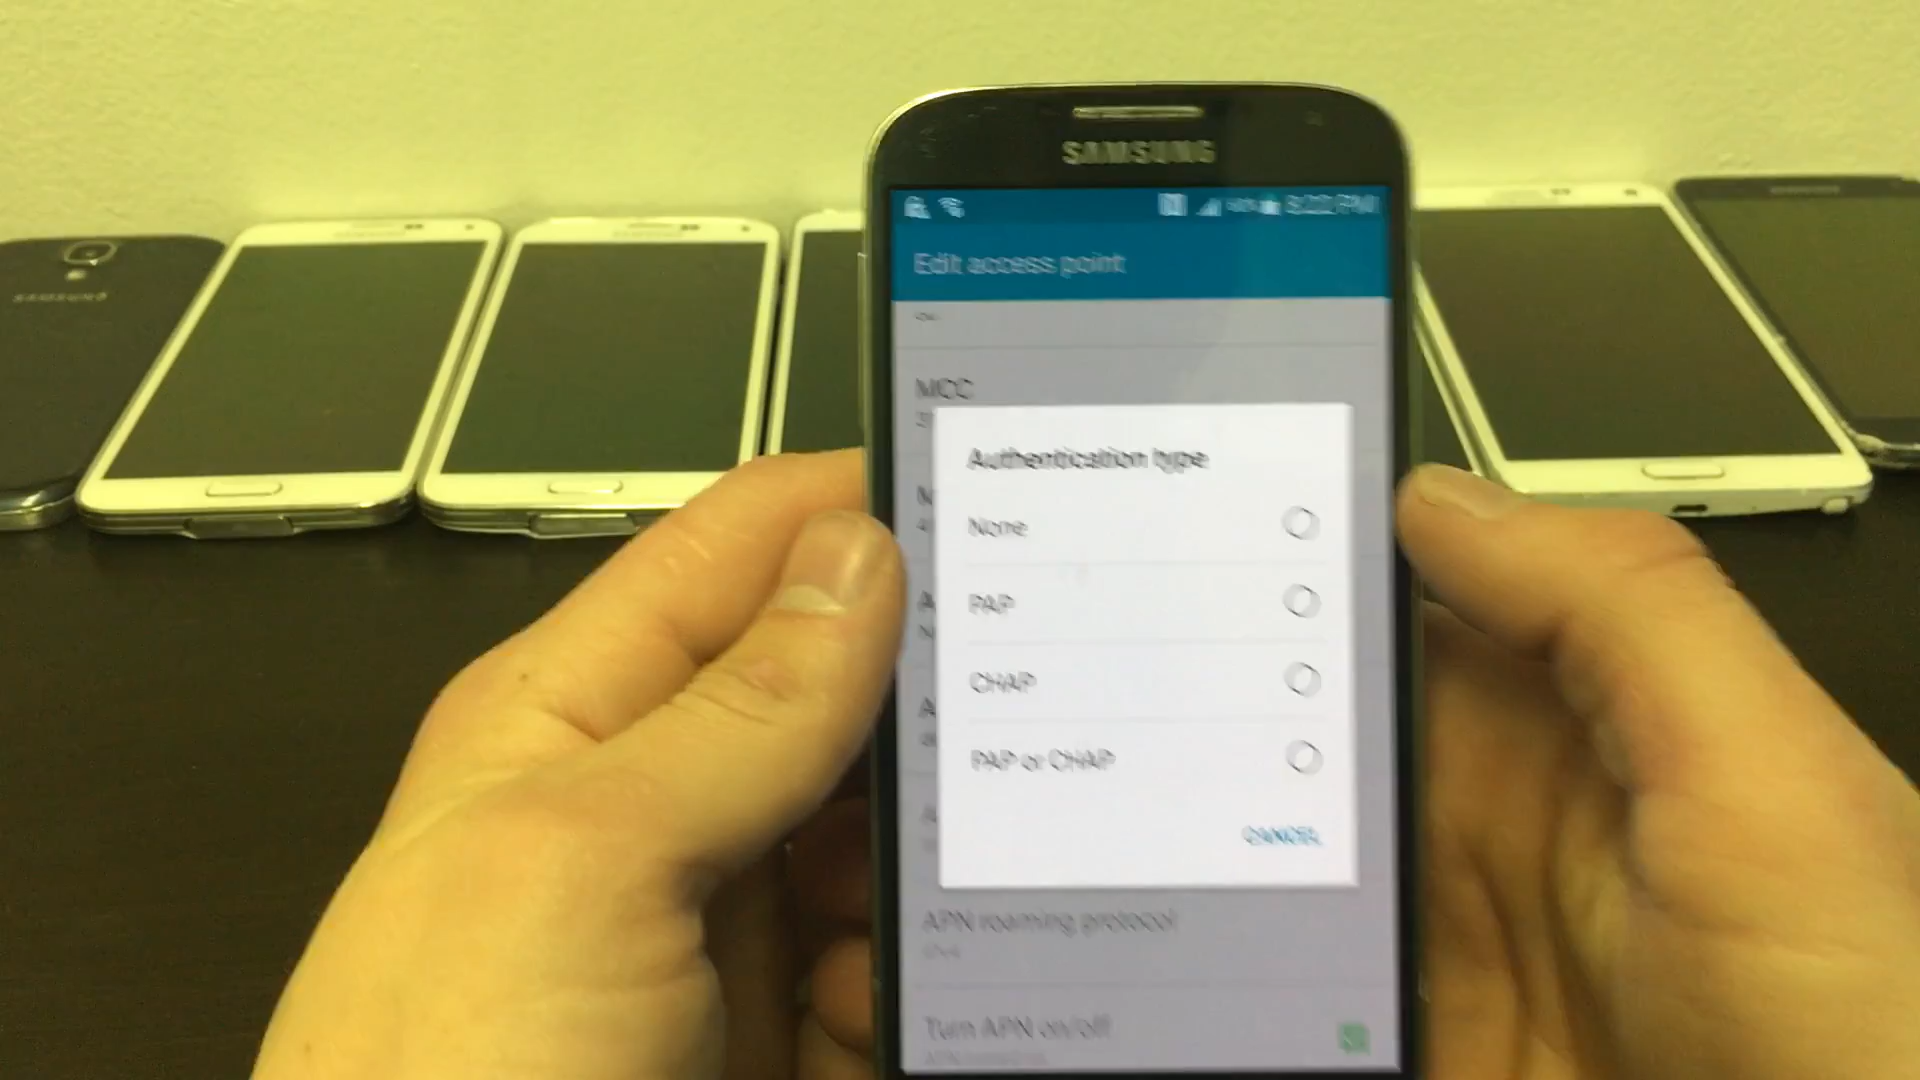 SAMSUNG
SAMSUNG
Edit access point
MCC
Authentication type
None
PAP
CHAP
PAP or CHAP
CANCEL
APN roaming protocol
Turn APN on/off